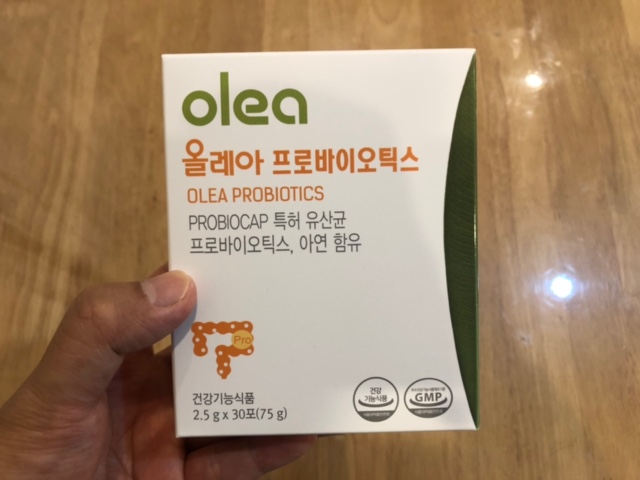 olea
올레아 프로바이오틱스
OLEA PROBIOTICS
PROBIOCAP 특허 유산균
프로바이오틱스, 아연 함유
Pro
건강기능식품
2.5 g x 30포(75 g)
건강
기능식품
GMP